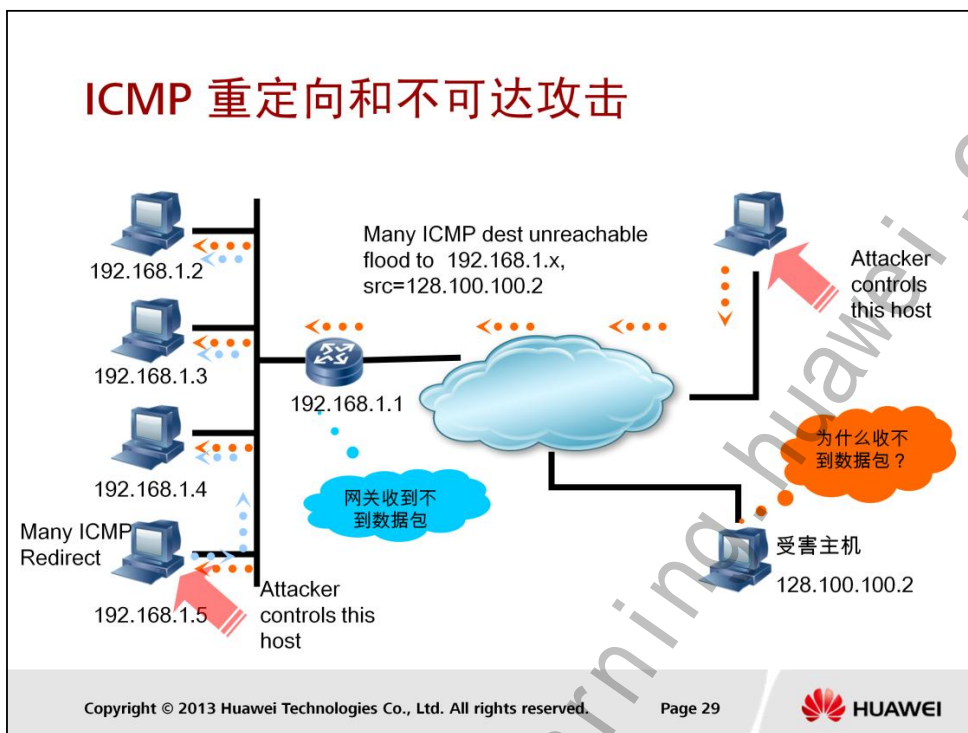 ICMP 重定向和不可达攻击
Many ICMP dest unreachable
flood to 192.168.1.x,
src=128.100.100.2
Attacker
controls
this host
192.168.1.2
192.168.1.3
192.168.1.1
192.168.1.4
为什么收不
到数据包？
网关收到不
到数据包
Many ICMP
Redirect
192.168.1.5
Attacker
controls this
host
受害主机
128.100.100.2
Copyright © 2013 Huawei Technologies Co., Ltd. All rights reserved.
Page 29
HUAWEI
rning.huawei.